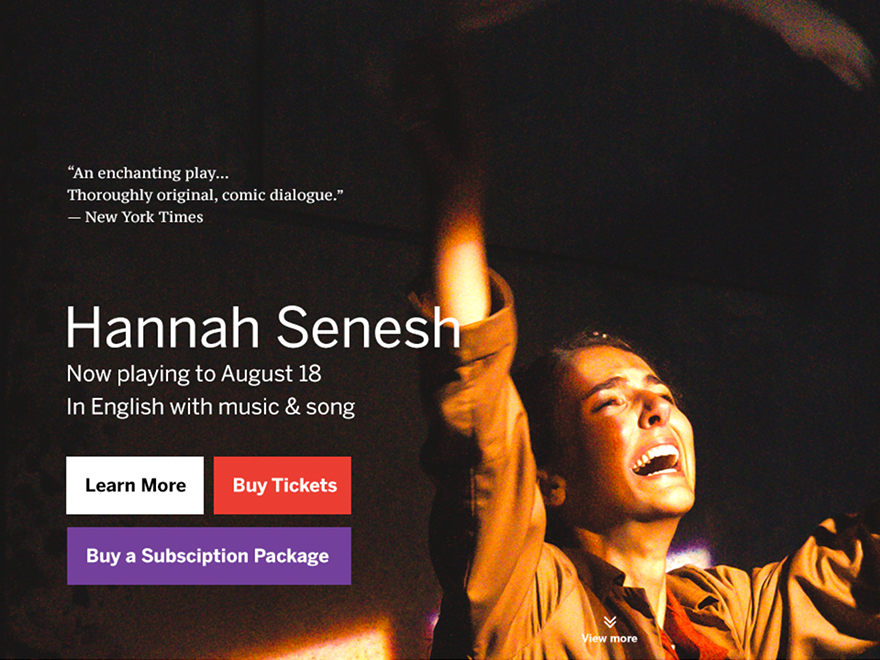 “An enchanting play...
Thoroughly original, comic dialogue.”
— New York Times
Hannah Senesh
Now playing to August 18
In English with music & song
Learn More
Buy Tickets
Buy a Subsciption Package
View more